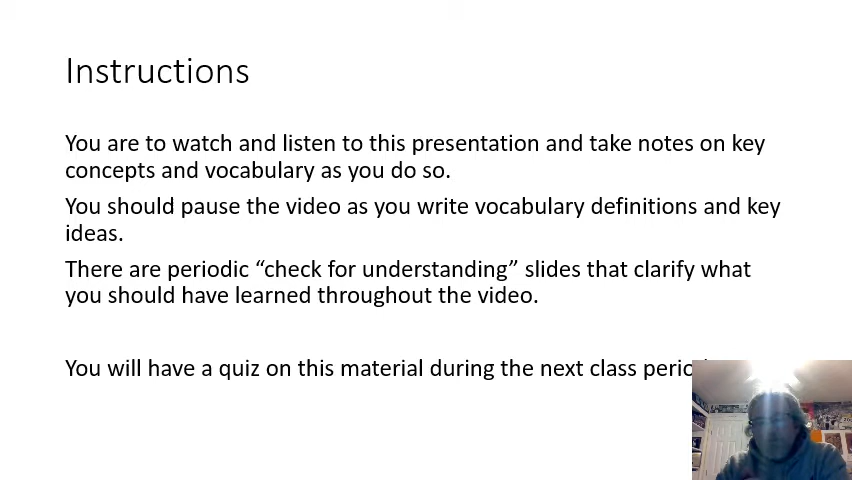 Instructions
You are to watch and listen to this presentation and take notes on key
concepts and vocabulary as you do so.
You should pause the video as you write vocabulary definitions and key
ideas.
There are periodic “check for understanding” slides that clarify what
you should have learned throughout the video.
You will have a quiz on this material during the next class